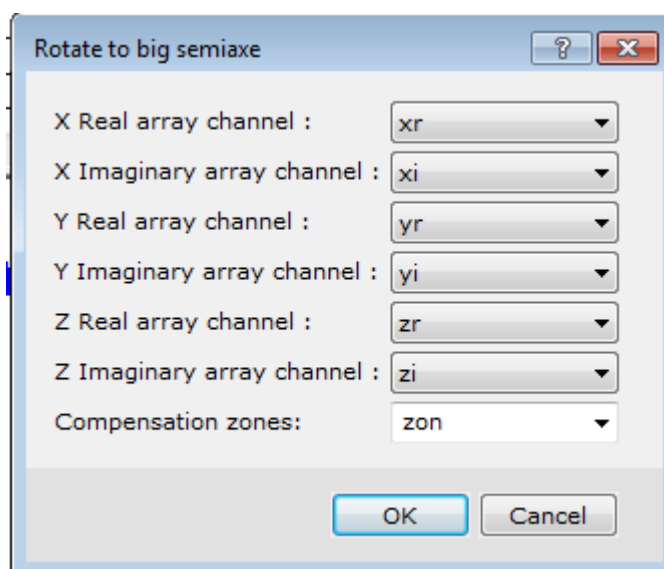 Rotate to big semiaxe
X Real array channel : xr
X Imaginary array channel : xi
Y Real array channel : yr
Y Imaginary array channel : yi
Z Real array channel : zr
Z Imaginary array channel : zi
Compensation zones: zon
OK Cancel